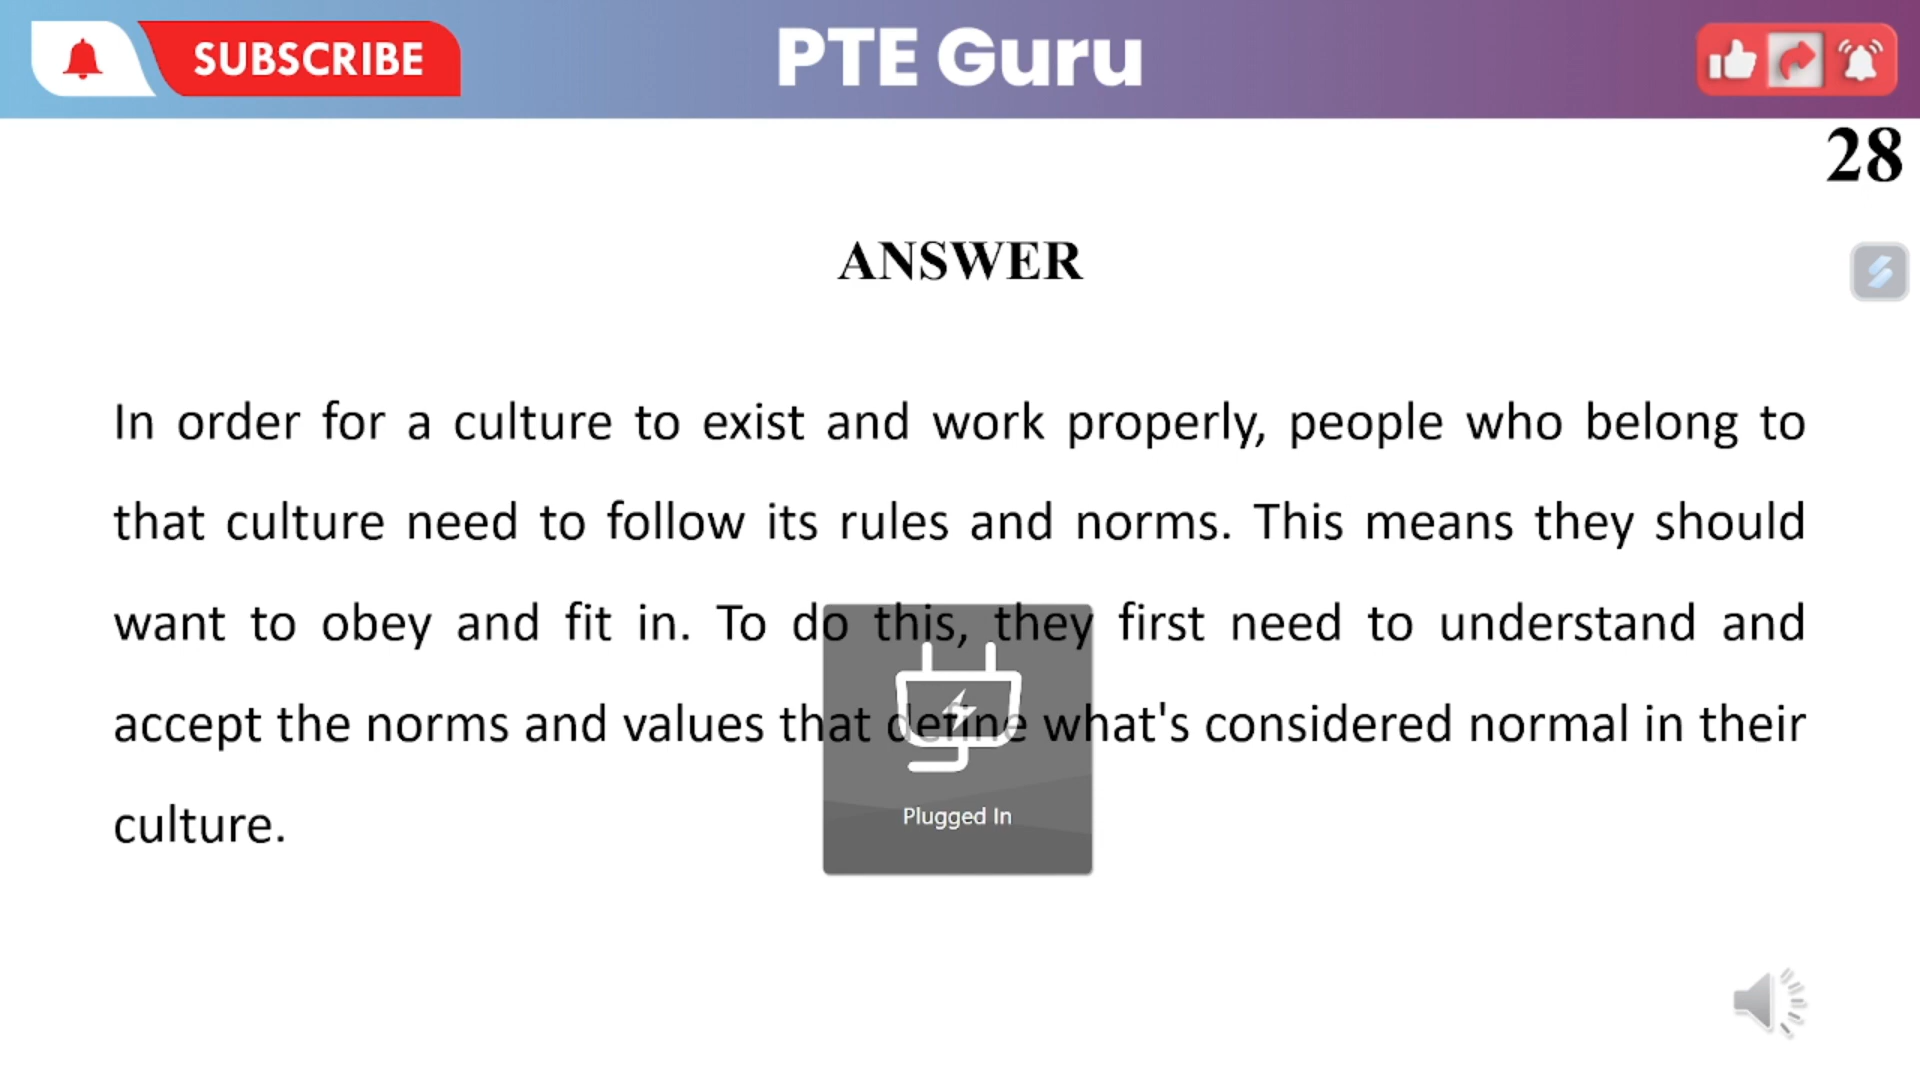 SUBSCRIBE
PTE Guru
28
ANSWER
In order for a culture to exist and work properly, people who belong to
that culture need to follow its rules and norms. This means they should
want to obey and fit in. To do this, they first need to understand and
accept the norms and values that define what's considered normal in their
culture.
Plugged In